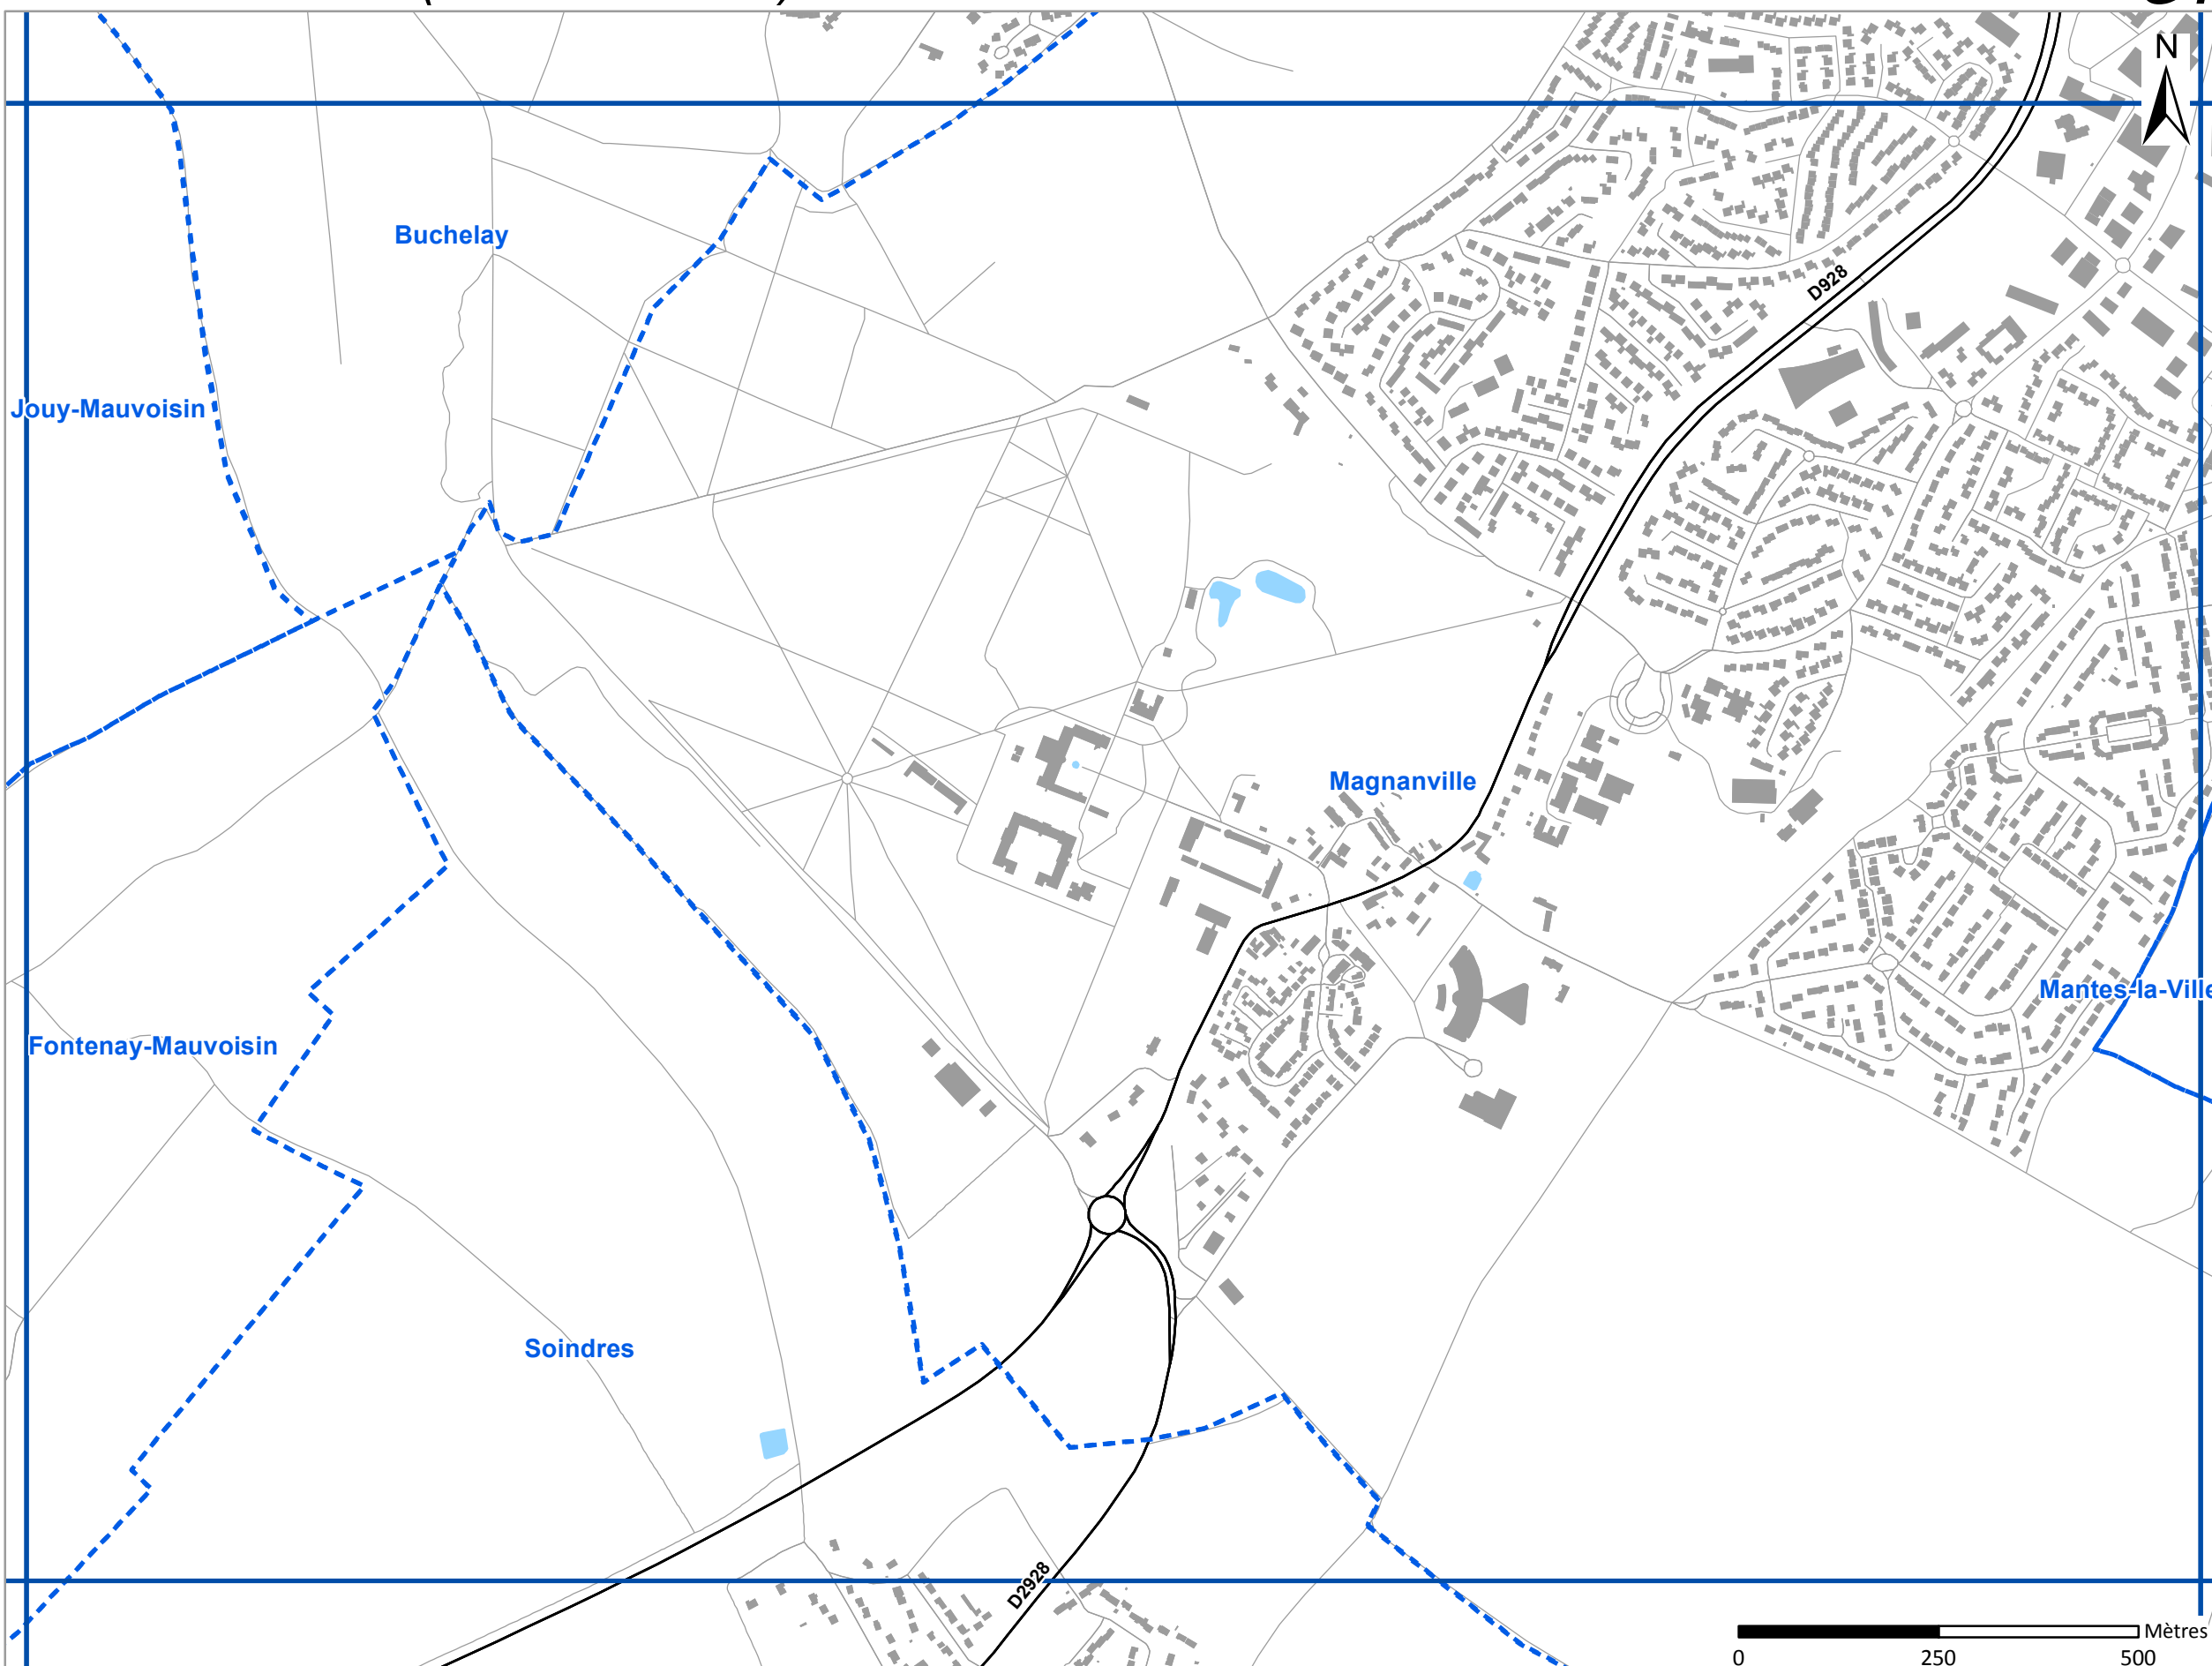 N
Buchelay
D928
Jouy-Mauvoisin
Magnanville
Mantes-la-Ville
Fontenay-Mauvoisin
Soindres
D2928
Mètres
0 250 500